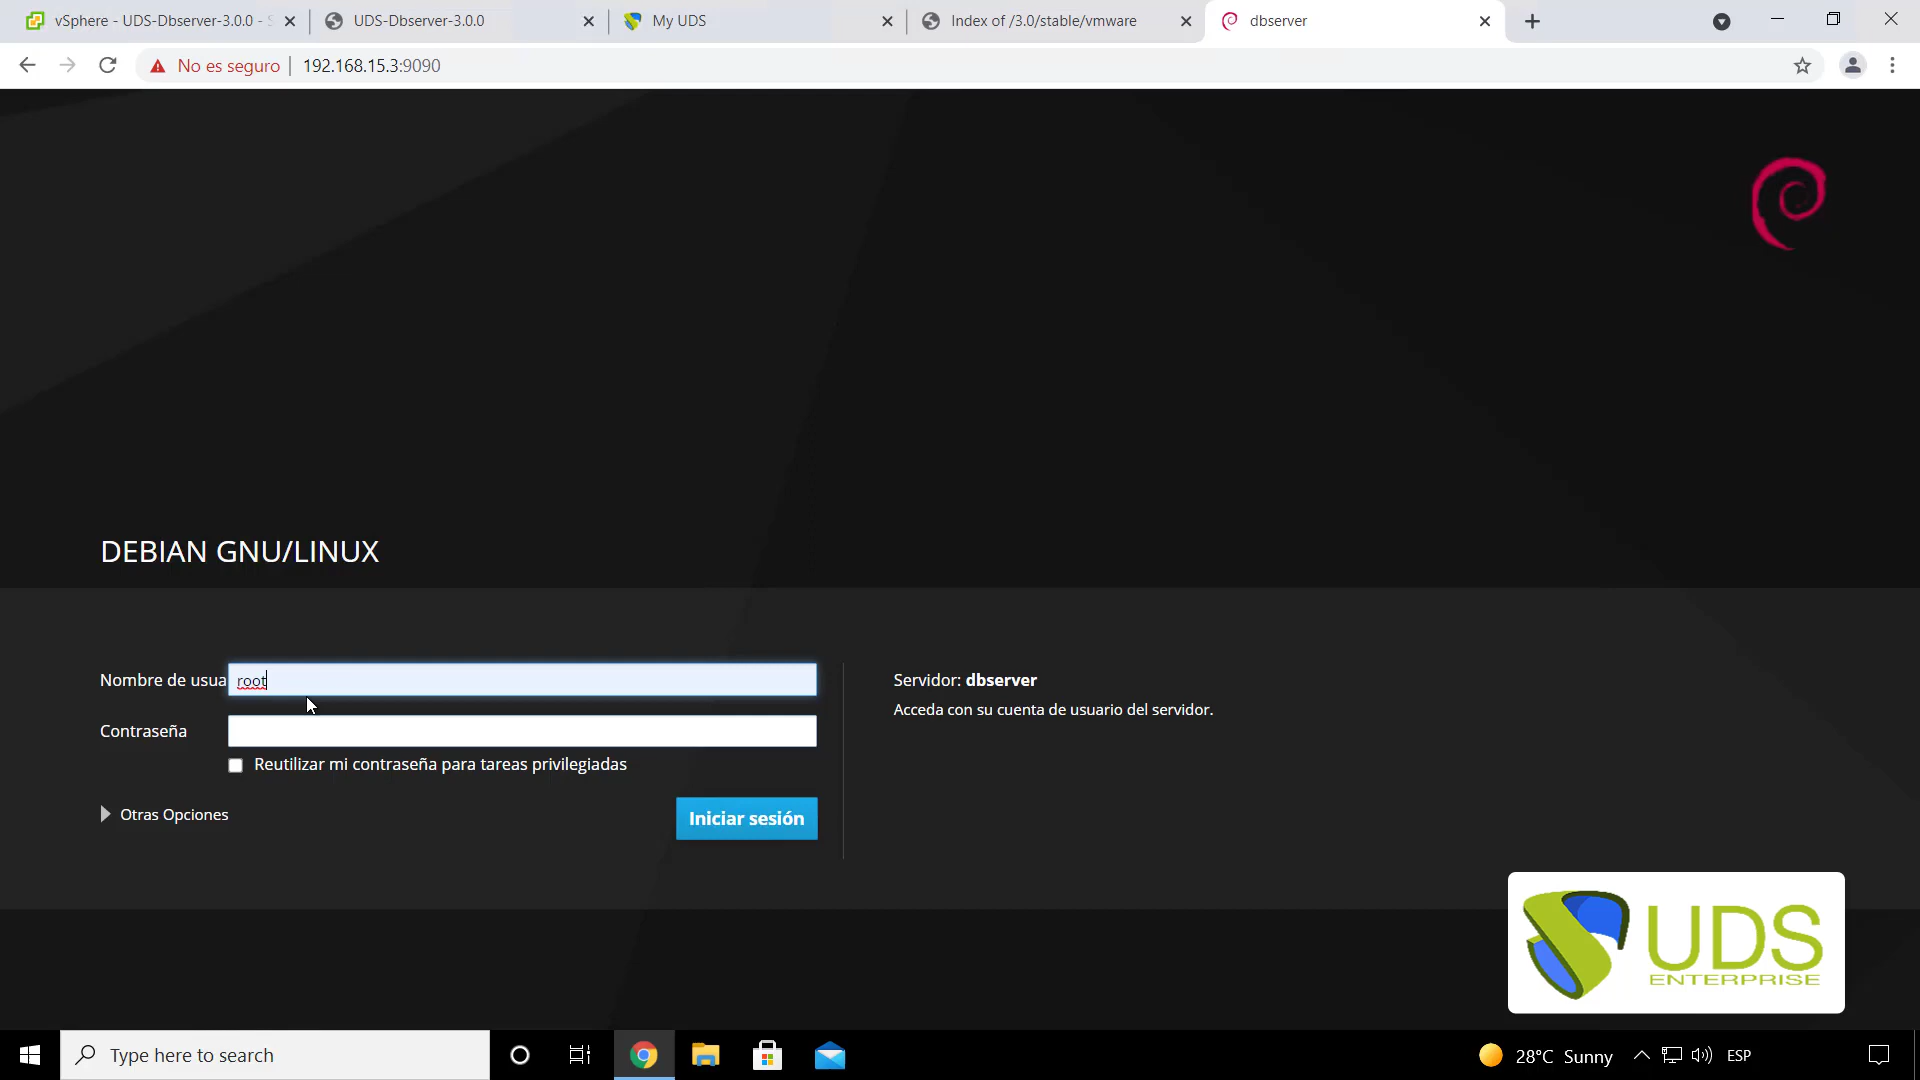 vSphere - UDS-Dbserver-3.0.0 - S
UDS-Dbserver-3.0.0
My UDS
Index of /3.0/stable/vmware
dbserver
No es seguro
192.168.15.3:9090
DEBIAN GNU/LINUX
Nombre de usua
root
Contraseña
Reutilizar mi contraseña para tareas privilegiadas
Otras Opciones
Iniciar sesión
Servidor: dbserver
Acceda con su cuenta de usuario del servidor.
UDS
ENTERPRISE
Type here to search
28°C Sunny
ESP